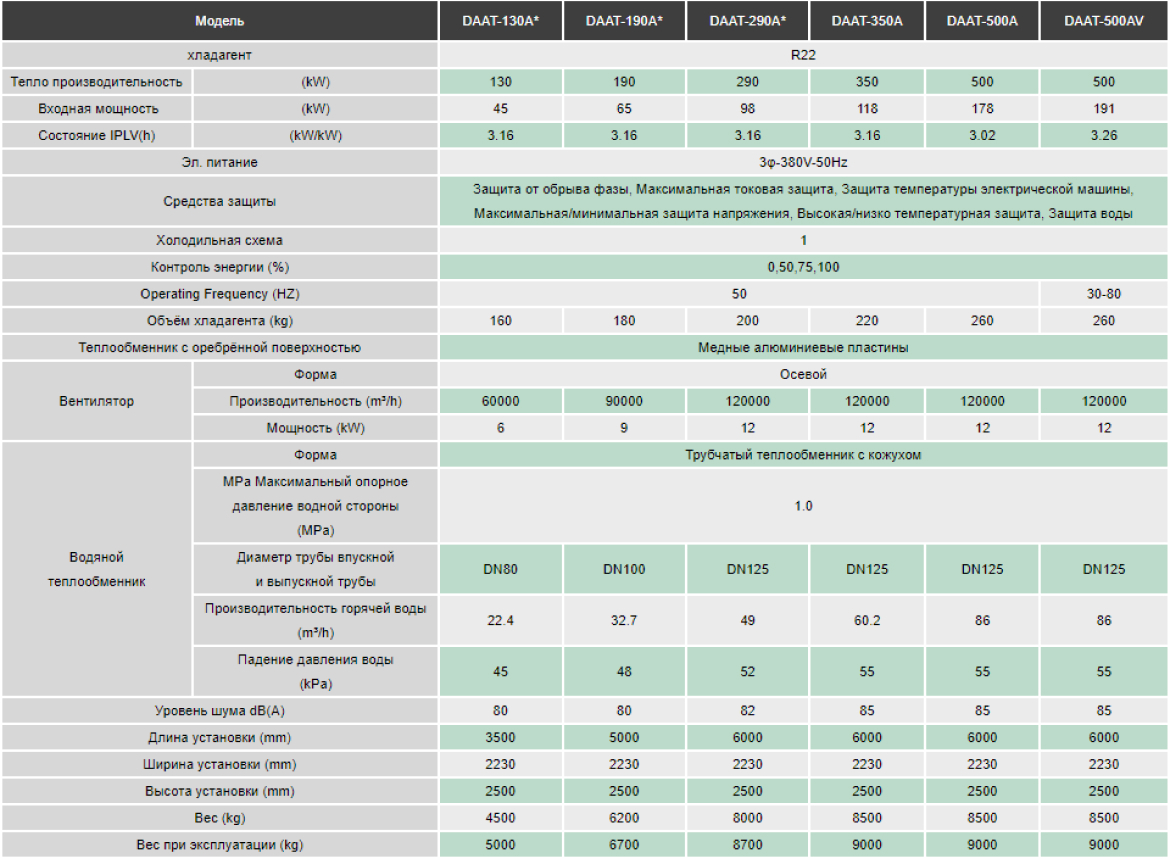 Модель DAAT-130A* DAAT-190A* DAAT-290A* DAAT-350A DAAT-500A DAAT-500AV
хладагент R22
Тепло производительность (kW) 130 190 290 350 500 500
Входная мощность (kW) 45 65 98 118 178 191
Состояние IPLV(h) (kW/kW) 3.16 3.16 3.16 3.16 3.02 3.26
Эл. питание 3φ-380V-50Hz
Средства защиты
Защита от обрыва фазы, Максимальная токовая защита, Защита температуры электрической машины,
Максимальная/минимальная защита напряжения, Высокая/низко температурная защита, Защита воды
Холодильная схема 1
Контроль энергии (%) 0,50,75,100
Operating Frequency (HZ) 50 30-80
Объём хладагента (kg) 160 180 200 220 260 260
Теплообменник с оребрённой поверхностью Медные алюминиевые пластины
Вентилятор
Форма Осевой
Производительность (m³/h) 60000 90000 120000 120000 120000 120000
Мощность (kW) 6 9 12 12 12 12
Водяной
теплообменник
Форма Трубчатый теплообменник с кожухом
MPa Максимальный опорное
давление водной стороны
(MPa)
1.0
Диаметр трубы впускной
и выпускной трубы
DN80 DN100 DN125 DN125 DN125 DN125
Производительность горячей воды
(m³/h)
22.4 32.7 49 60.2 86 86
Падение давления воды
(kPa)
45 48 52 55 55 55
Уровень шума dB(A) 80 80 82 85 85 85
Длина установки (mm) 3500 5000 6000 6000 6000 6000
Ширина установки (mm) 2230 2230 2230 2230 2230 2230
Высота установки (mm) 2500 2500 2500 2500 2500 2500
Вес (kg) 4500 6200 8000 8500 8500 8500
Вес при эксплуатации (kg) 5000 6700 8700 9000 9000 9000